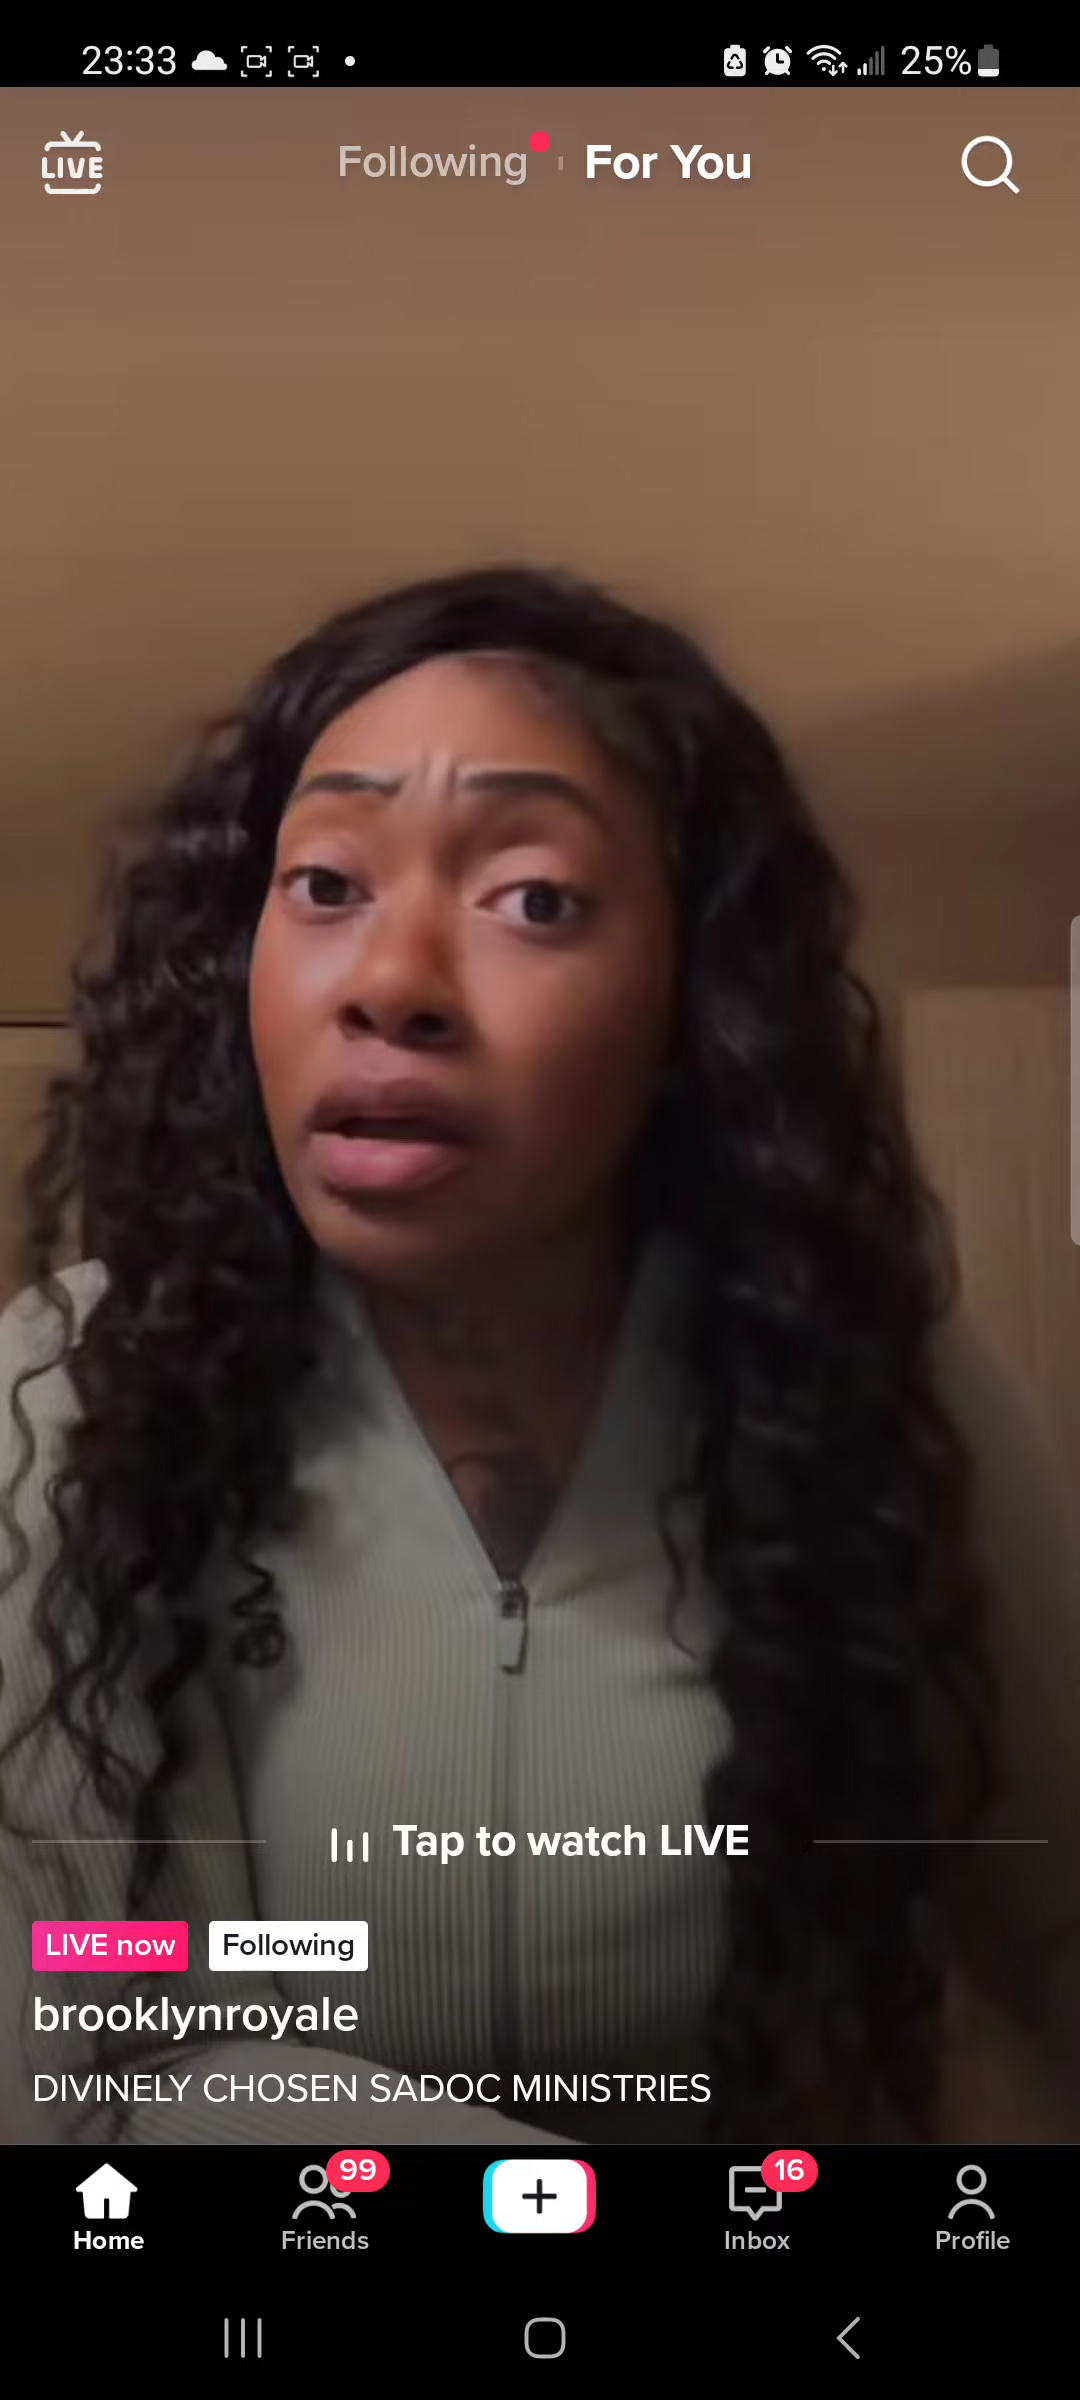 23:33 25%
LIVE Following For You
Tap to watch LIVE
LIVE now Following
brooklynroyale
DIVINELY CHOSEN SADOC MINISTRIES
99 16
Home Friends Inbox Profile